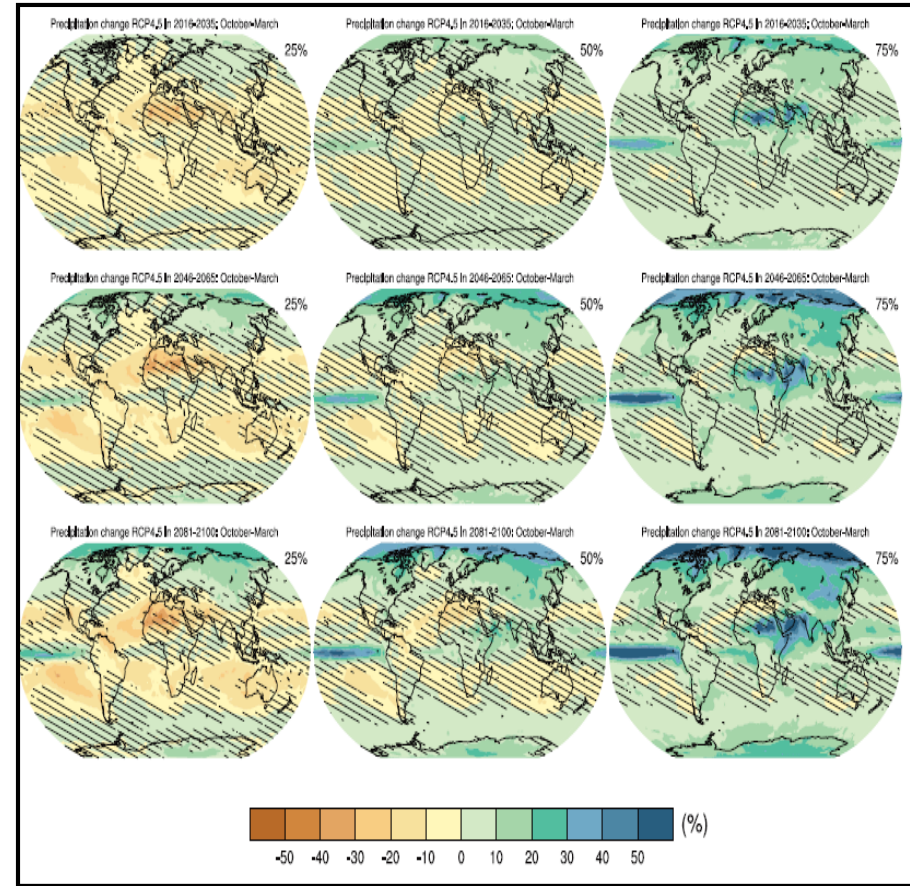 Precipitation change RCP4.5 in 2016-2035: October-March
25%
Precipitation change RCP4.5 in 2016-2035: October-March
50%
Precipitation change RCP4.5 in 2016-2035: October-March
75%
Precipitation change RCP4.5 in 2046-2065: October-March
25%
Precipitation change RCP4.5 in 2046-2065: October-March
50%
Precipitation change RCP4.5 in 2046-2065: October-March
75%
Precipitation change RCP4.5 in 2081-2100: October-March
25%
Precipitation change RCP4.5 in 2081-2100: October-March
50%
Precipitation change RCP4.5 in 2081-2100: October-March
75%
(%)
-50 -40 -30 -20 -10 0 10 20 30 40 50